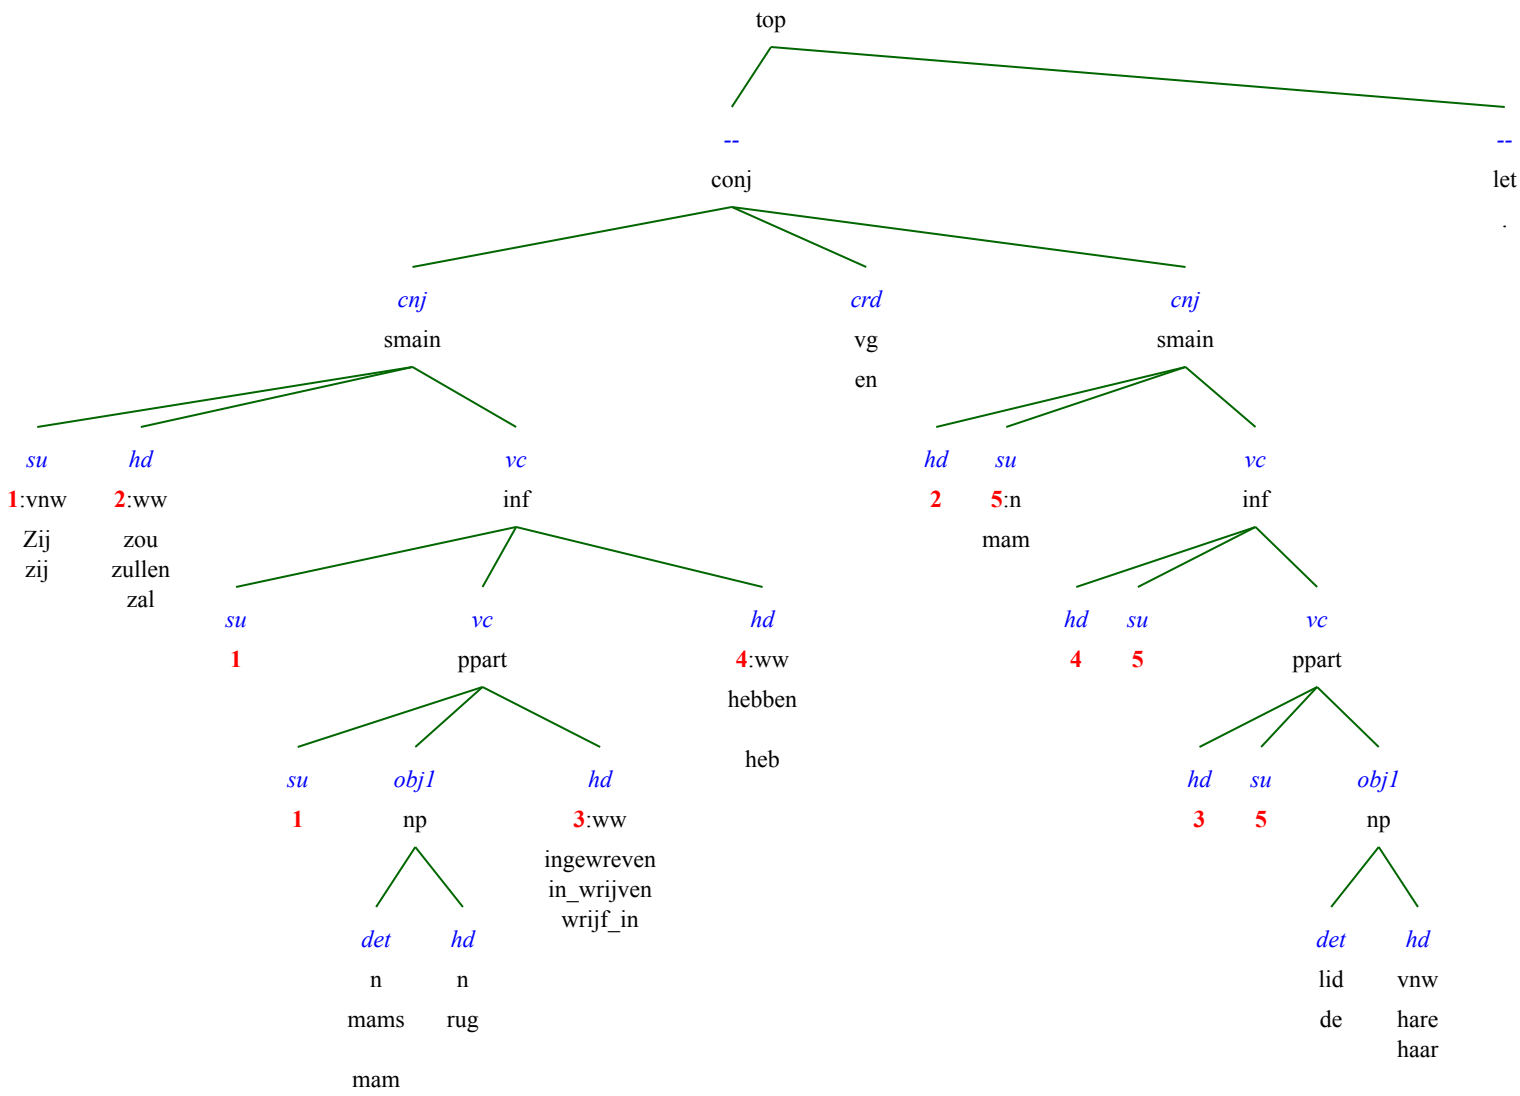 top
-- --
conj let
.
cnj crd cnj
smain vg smain
en
su hd vc hd su vc
1:vnw 2:ww inf 2 5:n inf
Zij zou mam
zij zullen
zal
su vc hd hd su vc
1 ppart 4:ww 4 5 ppart
hebben
heb
su obj1 hd hd su obj1
1 np 3:ww 3 5 np
ingewreven
in_wrijven
wrijf_in
det hd det hd
n n lid vnw
mams rug de hare
haar
mam